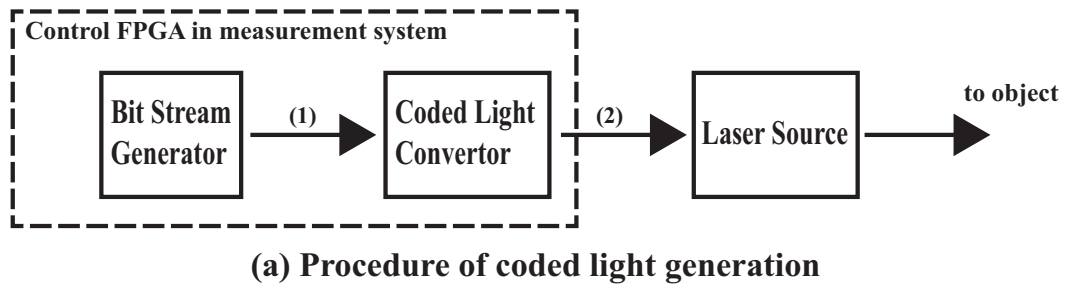 Control FPGA in measurement system
Bit Stream
Generator
(1)
Coded Light
Convertor
(2)
Laser Source
to object
(a) Procedure of coded light generation